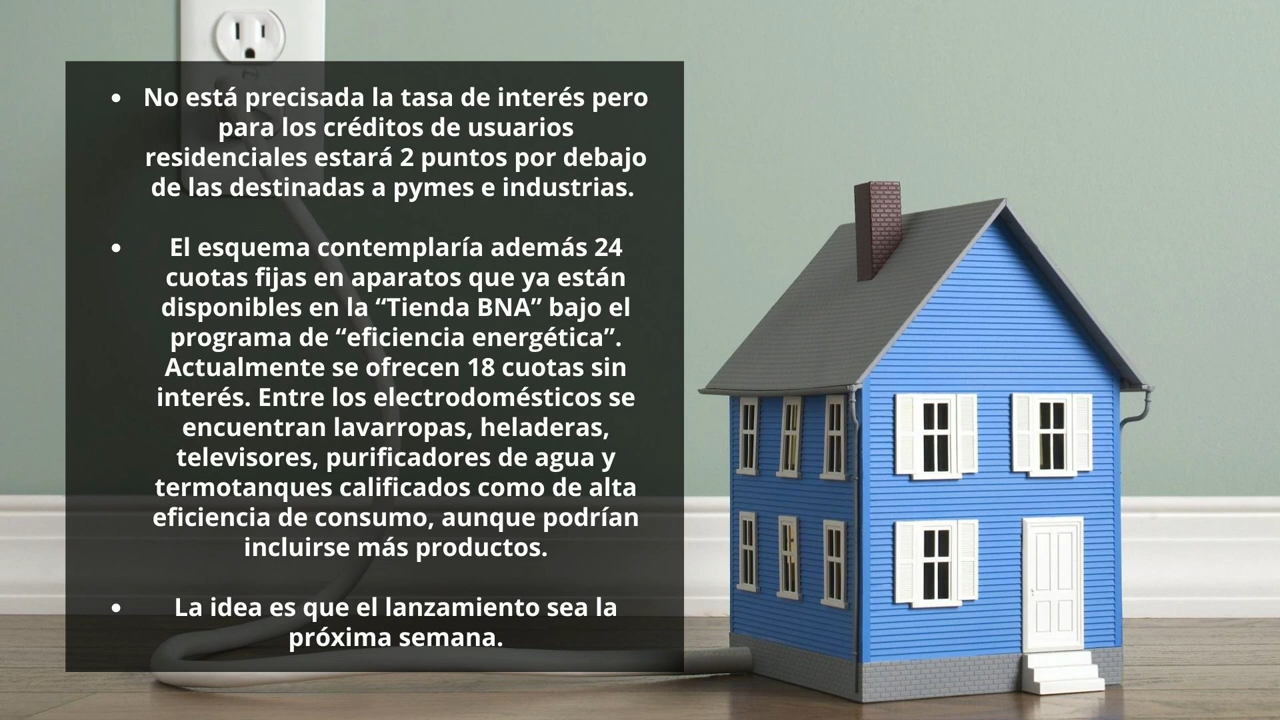 • No está precisada la tasa de interés pero
para los créditos de usuarios
residenciales estará 2 puntos por debajo
de las destinadas a pymes e industrias.
• El esquema contemplaría además 24
cuotas fijas en aparatos que ya están
disponibles en la “Tienda BNA” bajo el
programa de “eficiencia energética”.
Actualmente se ofrecen 18 cuotas sin
interés. Entre los electrodomésticos se
encuentran lavarropas, heladeras,
televisores, purificadores de agua y
termotanques calificados como de alta
eficiencia de consumo, aunque podrían
incluirse más productos.
• La idea es que el lanzamiento sea la
próxima semana.